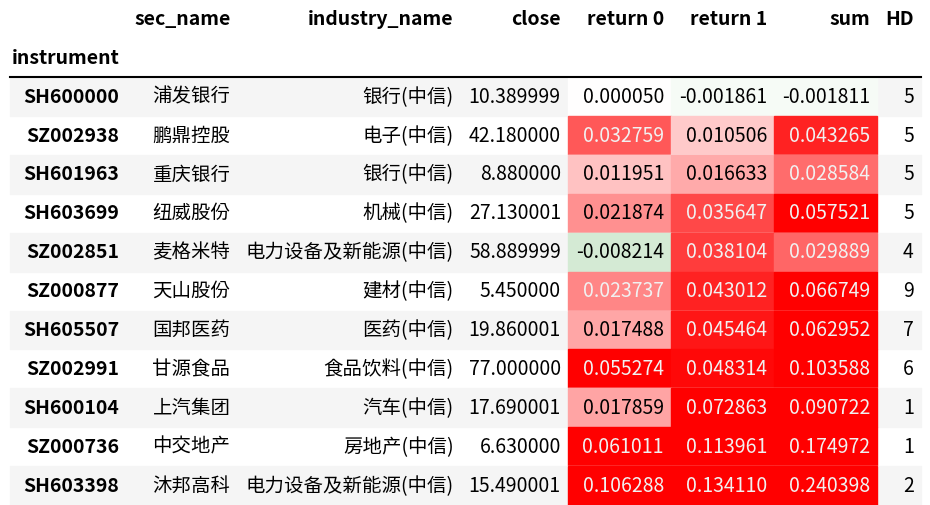 sec_name industry_name close return 0 return 1 sum HD
instrument
SH600000 浦发银行 银行(中信) 10.389999 0.000050 -0.001861 -0.001811 5
SZ002938 鹏鼎控股 电子(中信) 42.180000 0.032759 0.010506 0.043265 5
SH601963 重庆银行 银行(中信) 8.880000 0.011951 0.016633 0.028584 5
SH603699 纽威股份 机械(中信) 27.130001 0.021874 0.035647 0.057521 5
SZ002851 麦格米特 电力设备及新能源(中信) 58.889999 -0.008214 0.038104 0.029889 4
SZ000877 天山股份 建材(中信) 5.450000 0.023737 0.043012 0.066749 9
SH605507 国邦医药 医药(中信) 19.860001 0.017488 0.045464 0.062952 7
SZ002991 甘源食品 食品饮料(中信) 77.000000 0.055274 0.048314 0.103588 6
SH600104 上汽集团 汽车(中信) 17.690001 0.017859 0.072863 0.090722 1
SZ000736 中交地产 房地产(中信) 6.630000 0.061011 0.113961 0.174972 1
SH603398 沐邦高科 电力设备及新能源(中信) 15.490001 0.106288 0.134110 0.240398 2